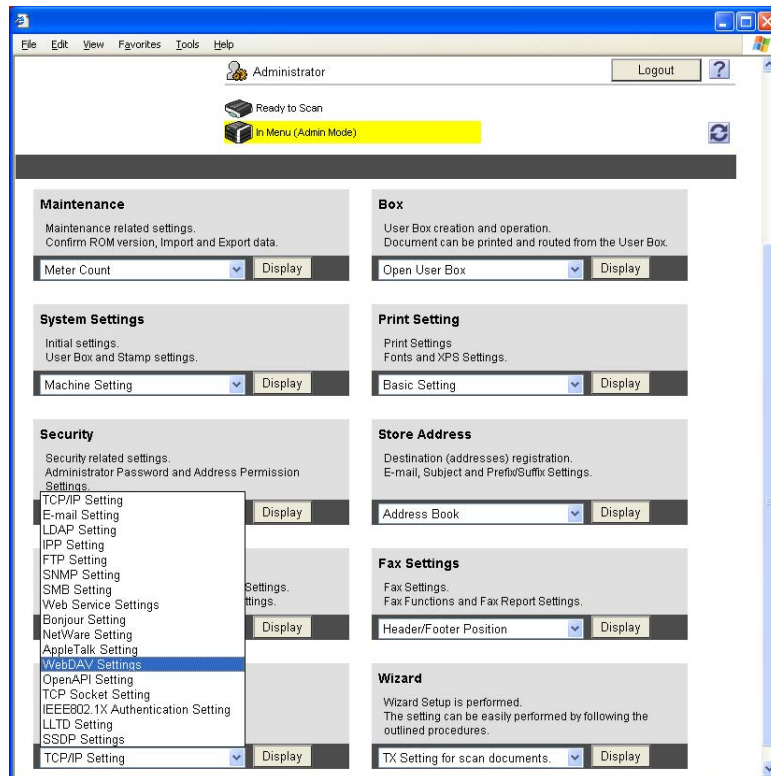 File Edit View Favorites Tools Help
Administrator
Logout
?
Ready to Scan
In Menu (Admin Mode)
Maintenance
Maintenance related settings.
Confirm ROM version, Import and Export data.
Meter Count
Display
Box
User Box creation and operation.
Document can be printed and routed from the User Box.
Open User Box
Display
System Settings
Initial settings.
User Box and Stamp settings.
Machine Setting
Display
Print Setting
Print Settings
Fonts and XPS Settings.
Basic Setting
Display
Security
Security related settings.
Administrator Password and Address Permission
Settings.
Display
Store Address
Destination (addresses) registration.
E-mail, Subject and Prefix/Suffix Settings.
Address Book
Display
TCP/IP Setting
E-mail Setting
LDAP Setting
IPP Setting
FTP Setting
SNMP Setting
SMB Setting
Web Service Settings
Bonjour Setting
NetWare Setting
AppleTalk Setting
WebDAV Settings
OpenAPI Setting
TCP Socket Setting
IEEE802.1X Authentication Setting
LLTD Setting
SSDP Settings
TCP/IP Setting
Display
Settings.
ttings.
Display
Fax Settings
Fax Settings.
Fax Functions and Fax Report Settings.
Header/Footer Position
Display
Wizard
Wizard Setup is performed.
The setting can be easily performed by following the
outlined procedures.
TX Setting for scan documents.
Display